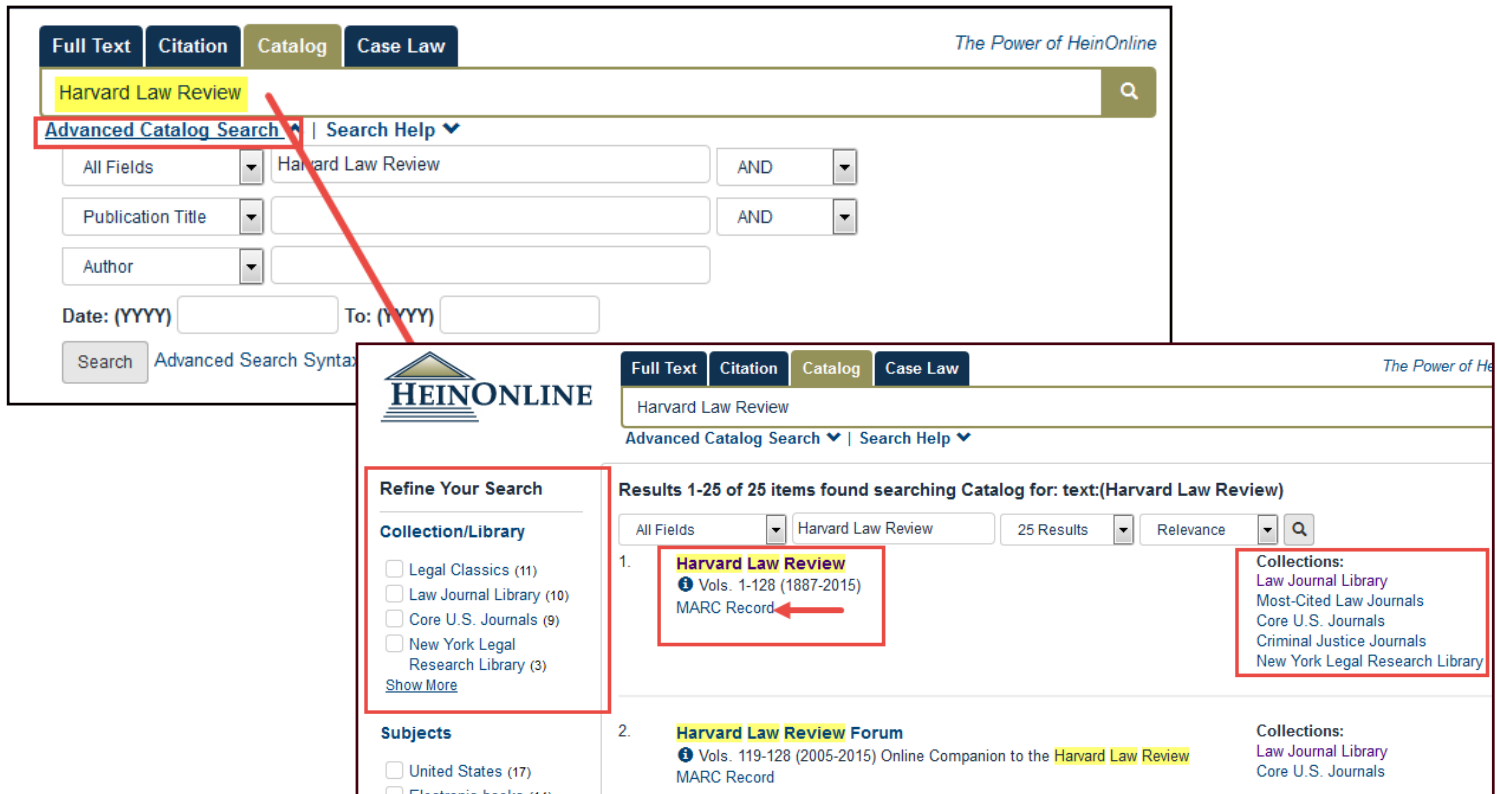 Full Text Citation Catalog Case Law The Power of HeinOnline
Harvard Law Review
Advanced Catalog Search | Search Help
All Fields Harvard Law Review AND
Publication Title AND
Author
Date: (YYYY) To: (YYYY)
Search Advanced Search Syntax
HEINONLINE
Full Text Citation Catalog Case Law The Power of He
Harvard Law Review
Advanced Catalog Search | Search Help
Refine Your Search
Collection/Library
Legal Classics (11)
Law Journal Library (10)
Core U.S. Journals (9)
New York Legal
Research Library (3)
Show More
Subjects
United States (17)
Results 1-25 of 25 items found searching Catalog for: text:(Harvard Law Review)
All Fields Harvard Law Review 25 Results Relevance
1. Harvard Law Review
Vols. 1-128 (1887-2015)
MARC Record
Collections:
Law Journal Library
Most-Cited Law Journals
Core U.S. Journals
Criminal Justice Journals
New York Legal Research Library
2. Harvard Law Review Forum
Vols. 119-128 (2005-2015) Online Companion to the Harvard Law Review
MARC Record
Collections:
Law Journal Library
Core U.S. Journals